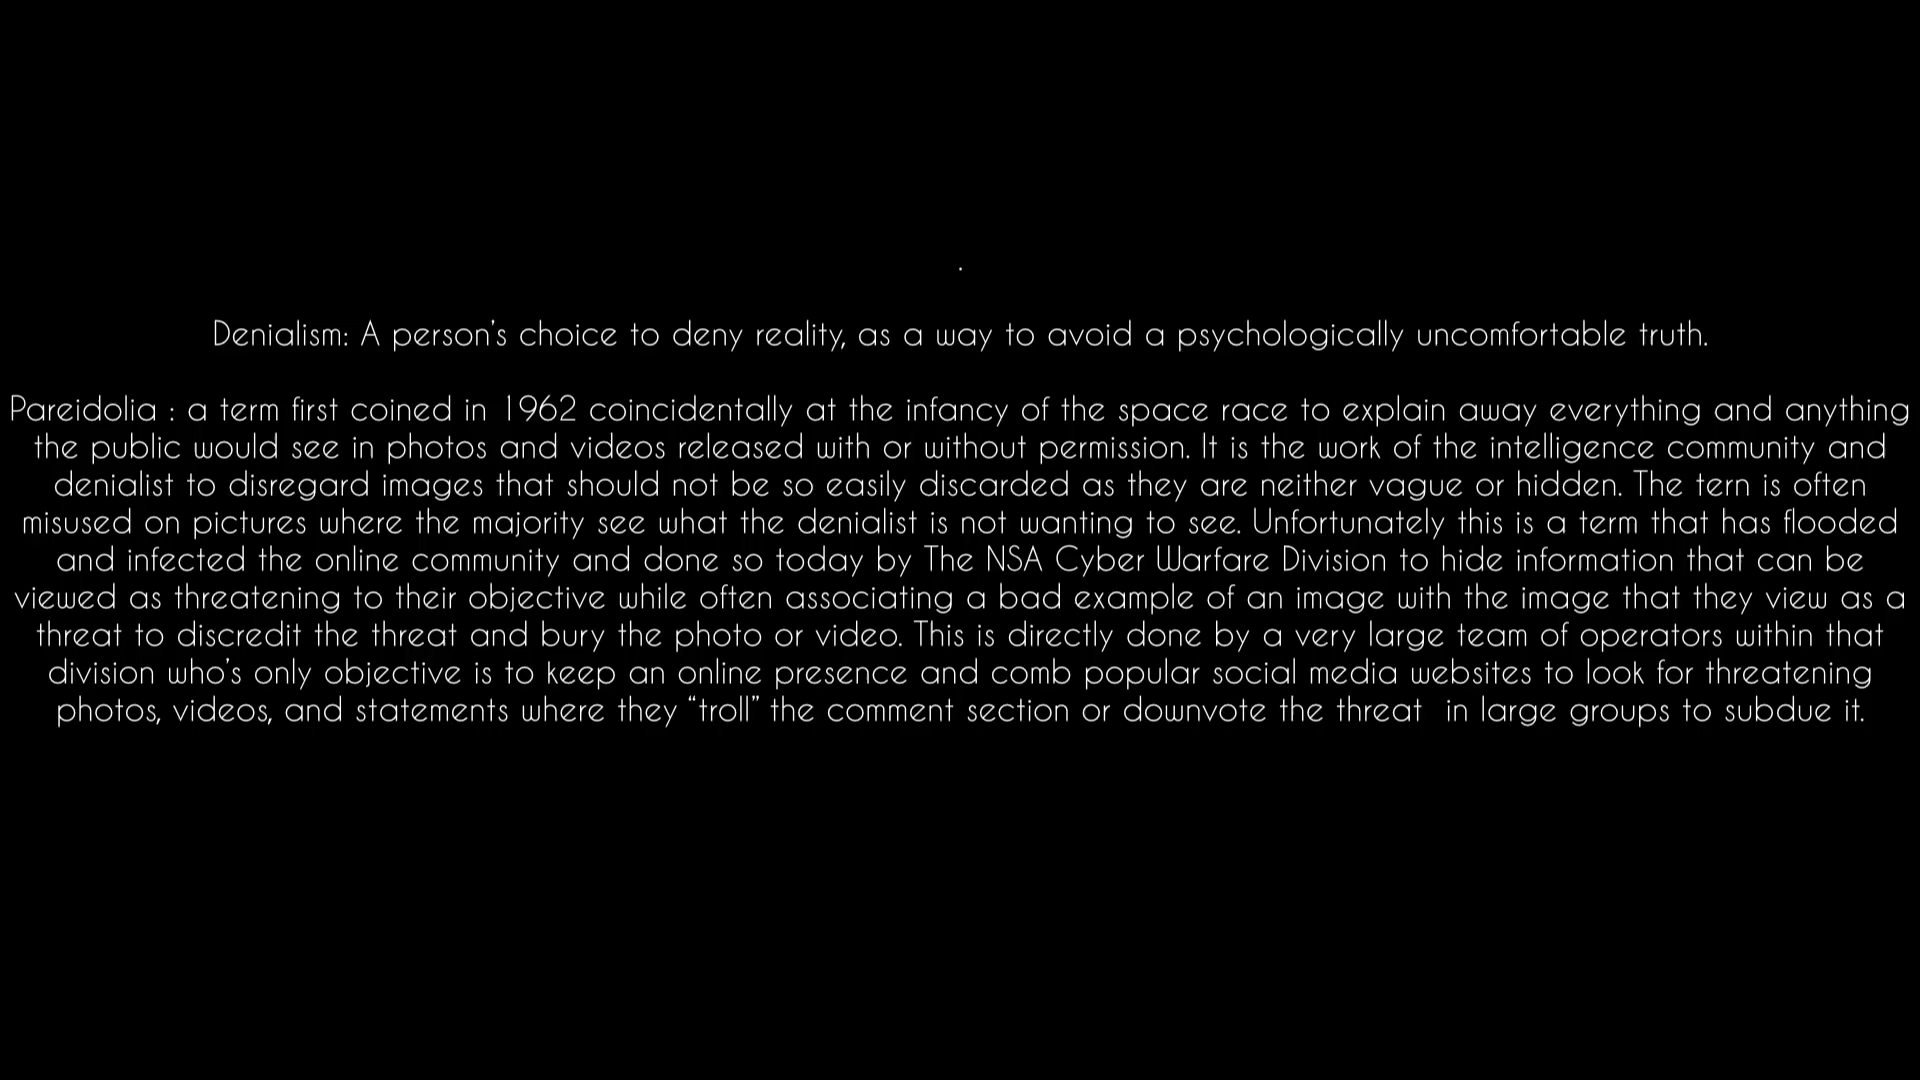 .
Denialism: A person's choice to deny reality, as a way to avoid a psychologically uncomfortable truth.
Pareidolia : a term first coined in 1962 coincidentally at the infancy of the space race to explain away everything and anything
the public would see in photos and videos released with or without permission. It is the work of the intelligence community and
denialist to disregard images that should not be so easily discarded as they are neither vague or hidden. The tern is often
misused on pictures where the majority see what the denialist is not wanting to see. Unfortunately this is a term that has flooded
and infected the online community and done so today by The NSA Cyber Warfare Division to hide information that can be
viewed as threatening to their objective while often associating a bad example of an image with the image that they view as a
threat to discredit the threat and bury the photo or video. This is directly done by a very large team of operators within that
division who's only objective is to keep an online presence and comb popular social media websites to look for threatening
photos, videos, and statements where they “troll” the comment section or downvote the threat  in large groups to subdue it.